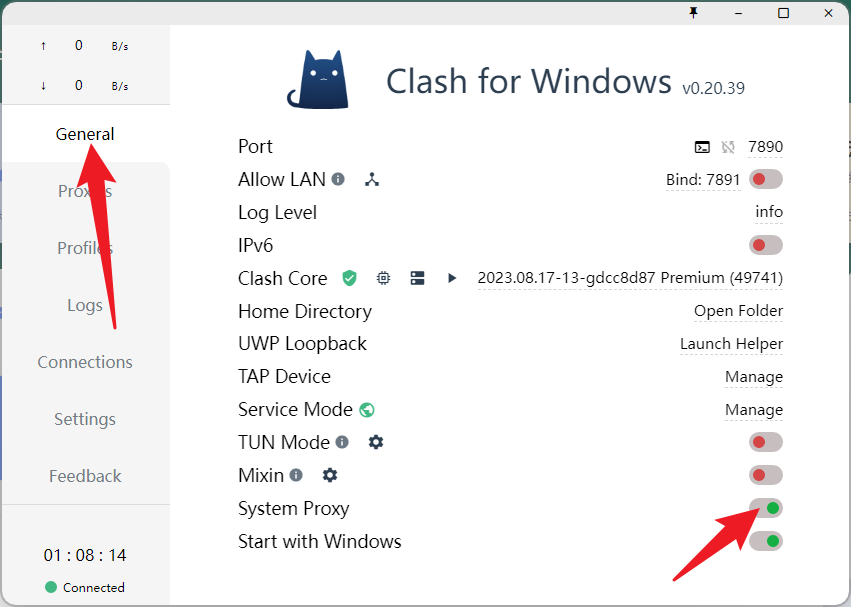 ↑ 0 B/s
↓ 0 B/s
General
Proxies
Profiles
Logs
Connections
Settings
Feedback
01 : 08 : 14
Connected
Clash for Windows v0.20.39
Port 7890
Allow LAN Bind: 7891
Log Level info
IPv6
Clash Core 2023.08.17-13-gdcc8d87 Premium (49741)
Home Directory Open Folder
UWP Loopback Launch Helper
TAP Device Manage
Service Mode Manage
TUN Mode
Mixin
System Proxy
Start with Windows